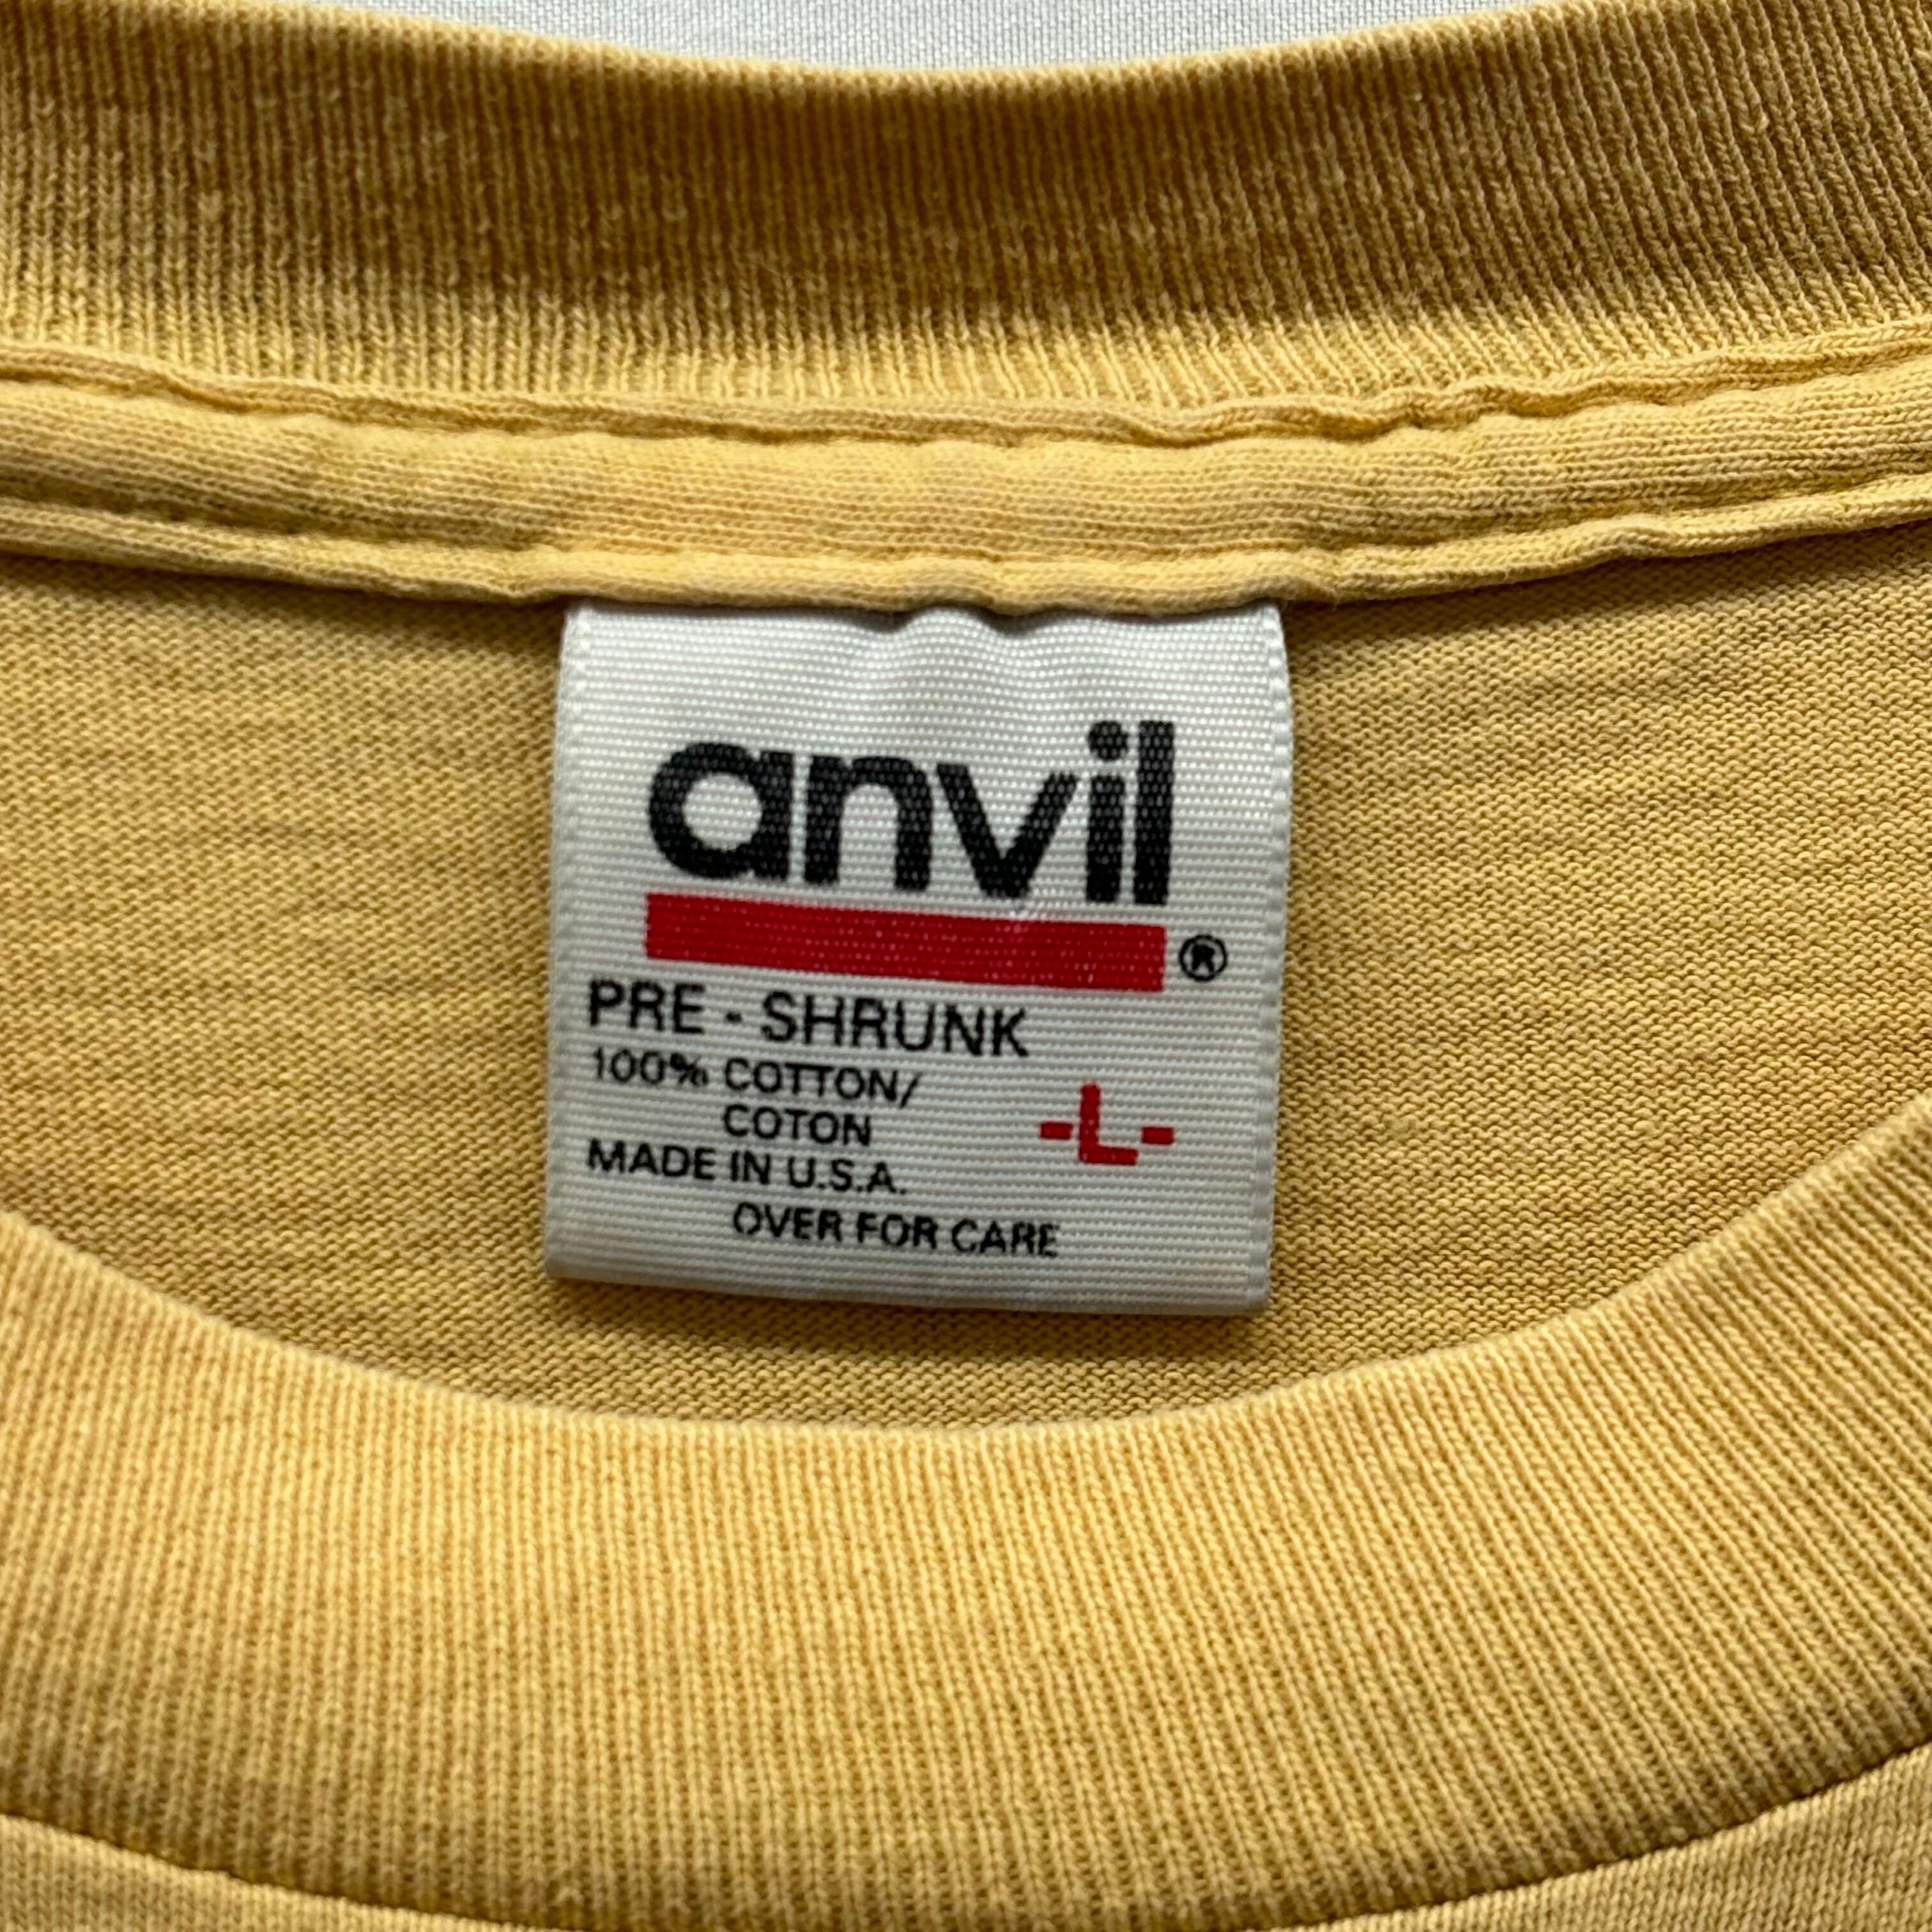 anvil®
PRE - SHRUNK
100% COTTON/
COTON
-L-
MADE IN U.S.A.
OVER FOR CARE